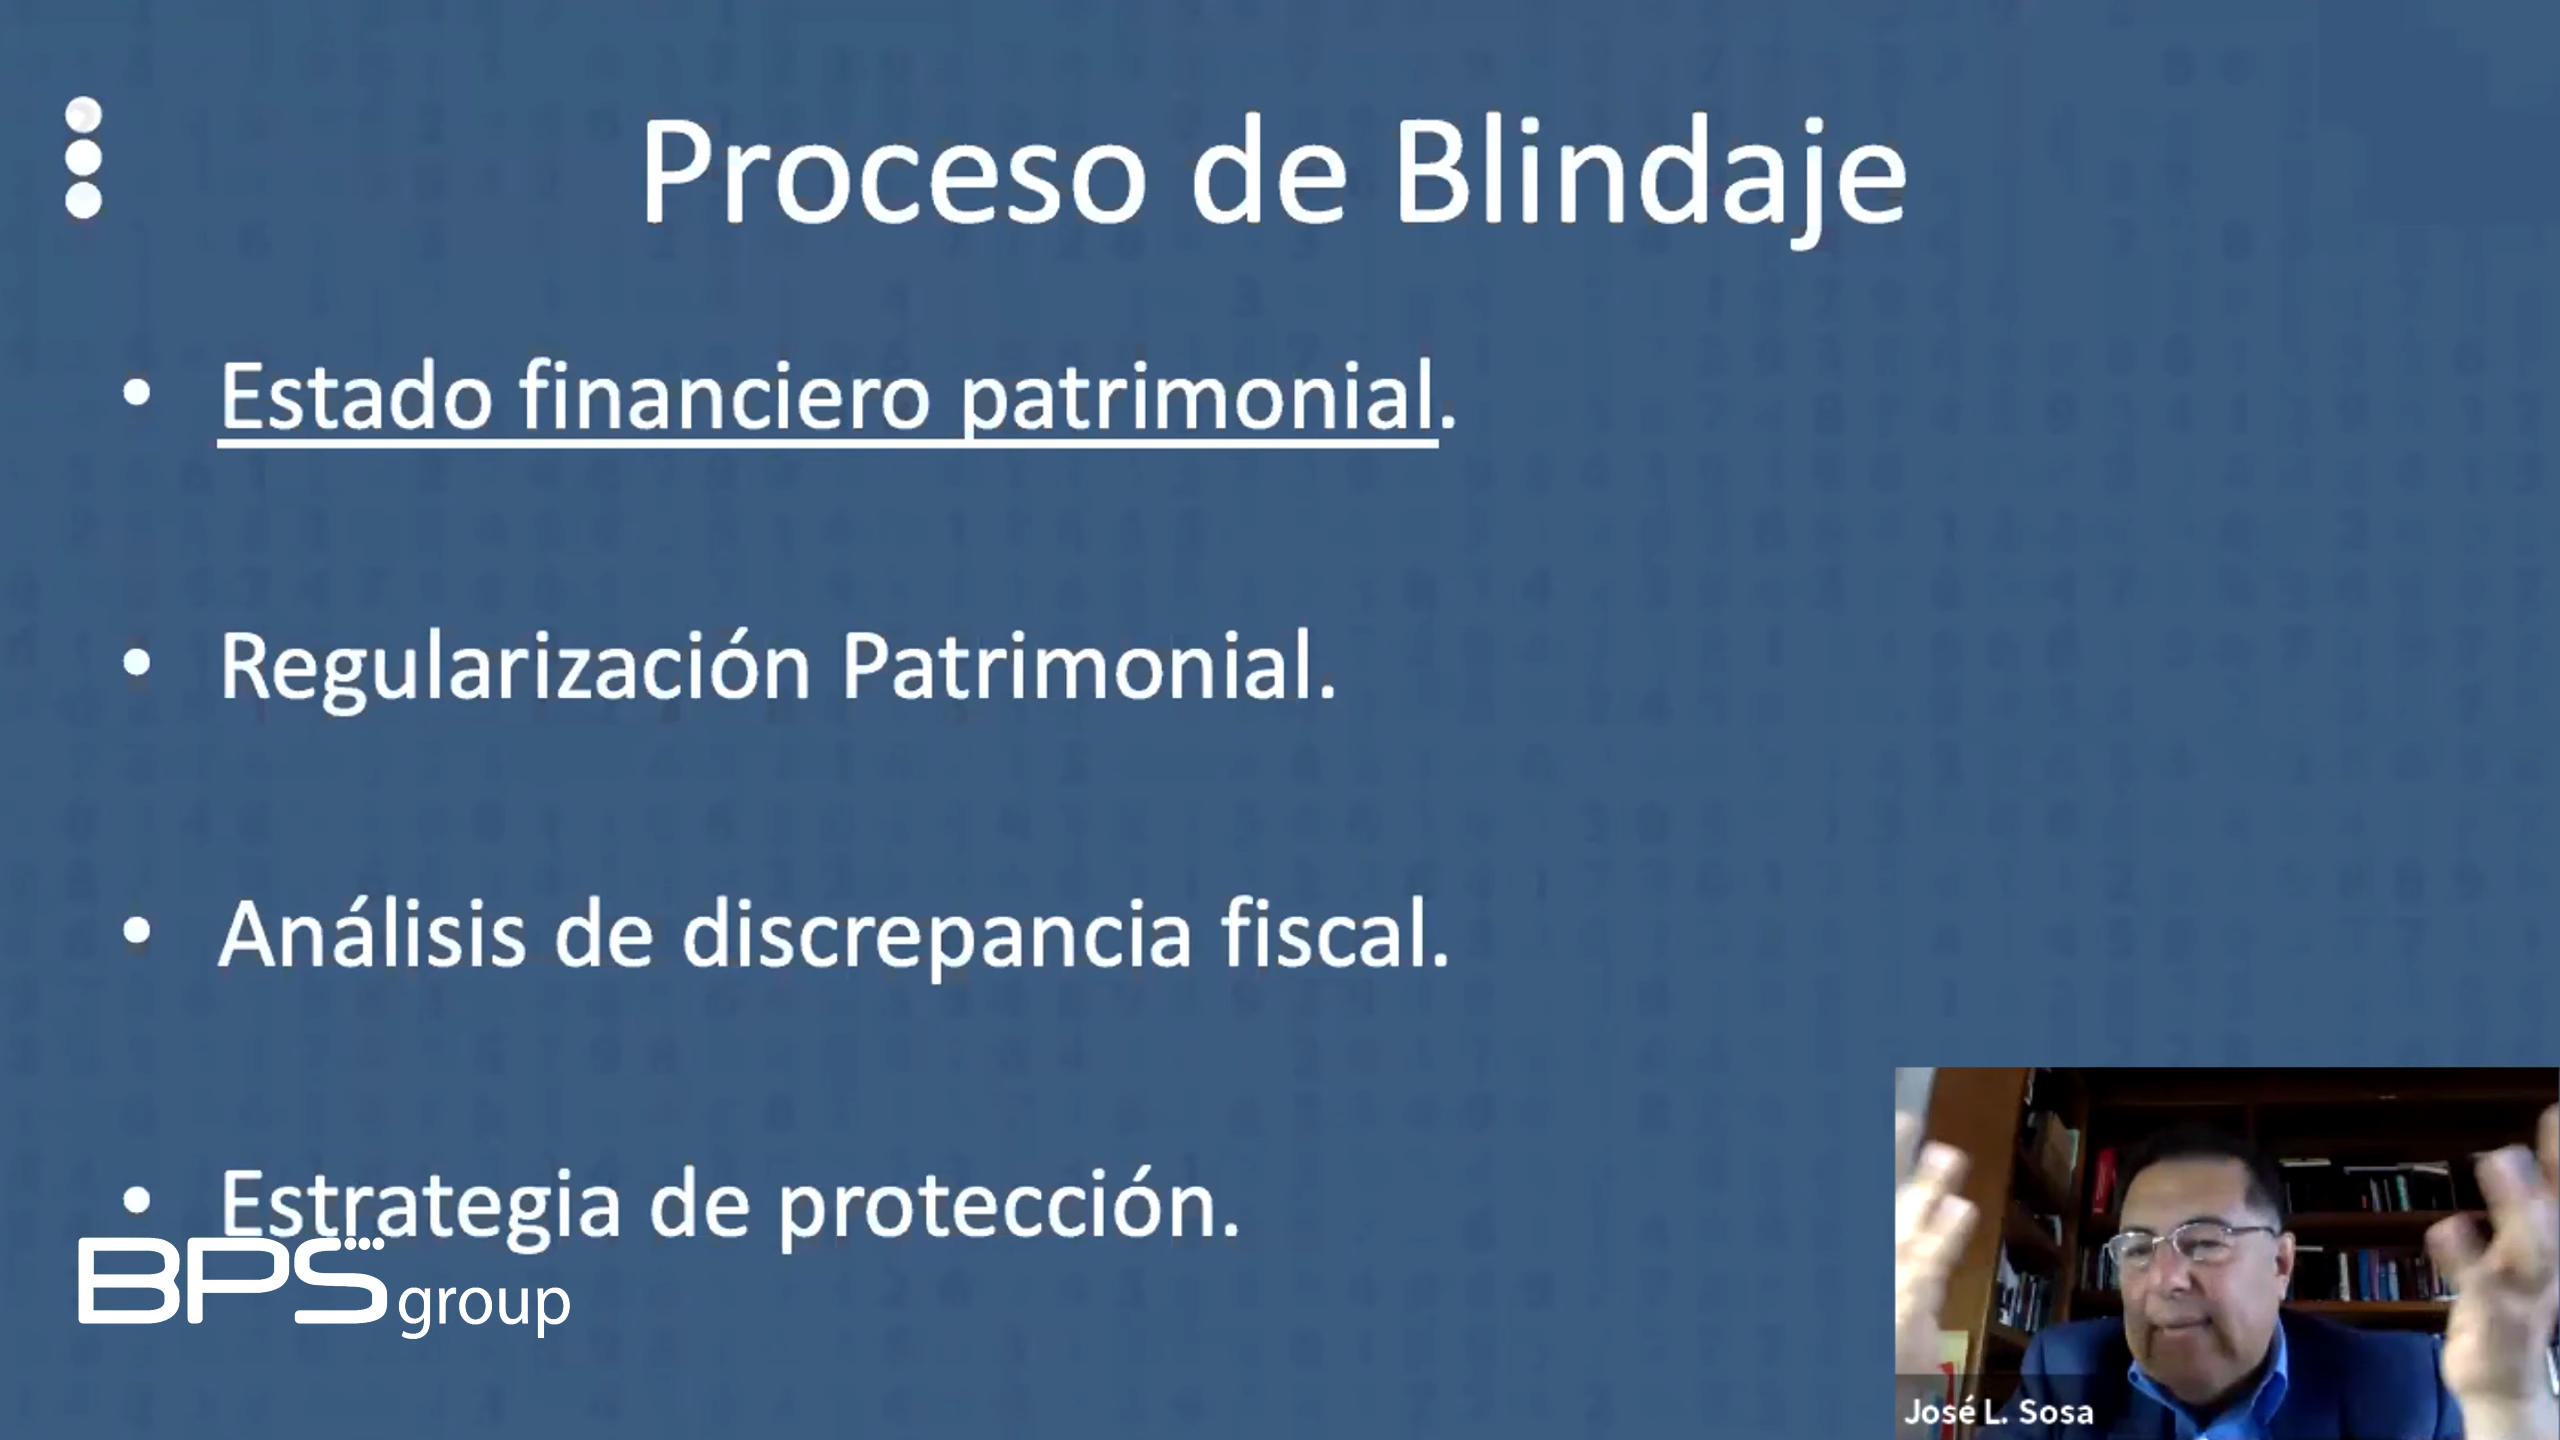 Proceso de Blindaje
• Estado financiero patrimonial.
• Regularización Patrimonial.
• Análisis de discrepancia fiscal.
• Estrategia de protección.
BPS group
José L. Sosa